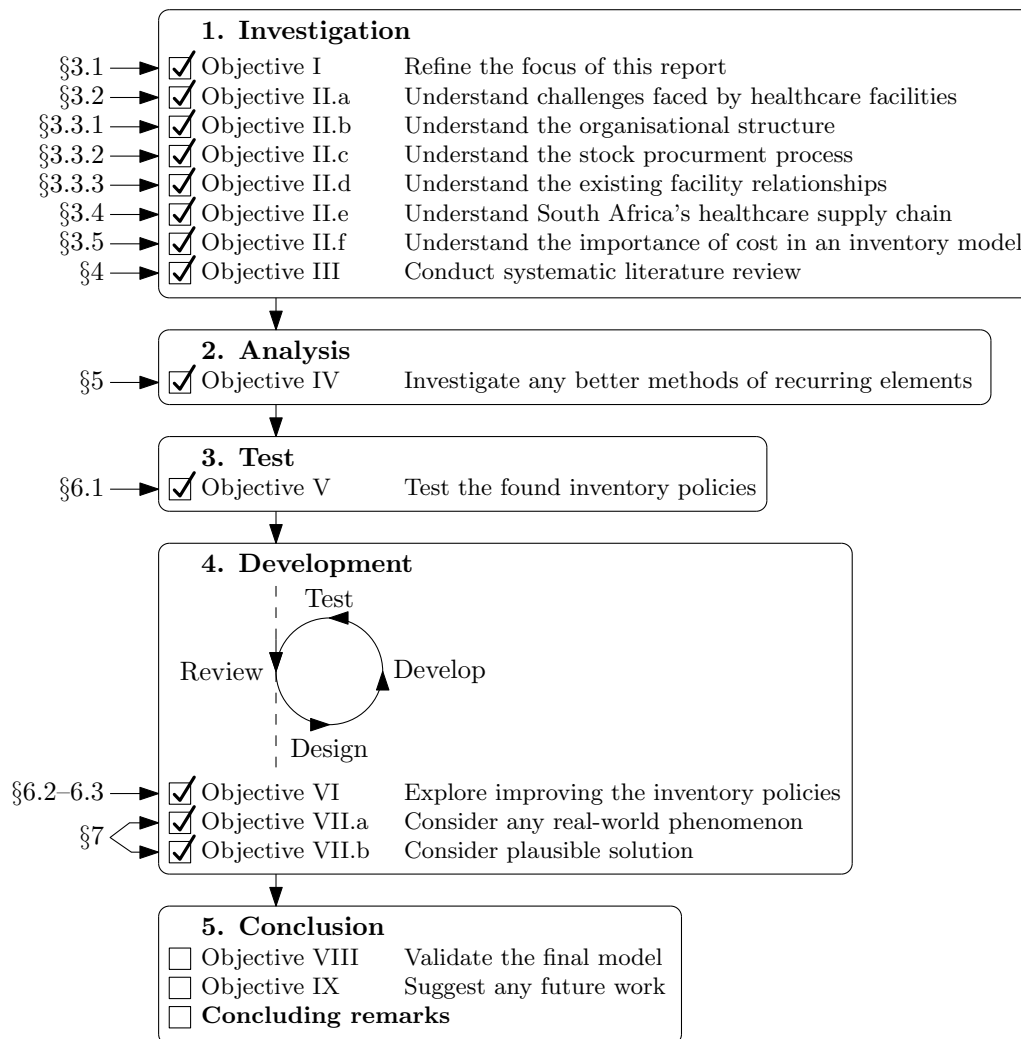 1. Investigation
§3.1 Objective I Refine the focus of this report
§3.2 Objective II.a Understand challenges faced by healthcare facilities
§3.3.1 Objective II.b Understand the organisational structure
§3.3.2 Objective II.c Understand the stock procurment process
§3.3.3 Objective II.d Understand the existing facility relationships
§3.4 Objective II.e Understand South Africa's healthcare supply chain
§3.5 Objective II.f Understand the importance of cost in an inventory model
§4 Objective III Conduct systematic literature review
2. Analysis
§5 Objective IV Investigate any better methods of recurring elements
3. Test
§6.1 Objective V Test the found inventory policies
4. Development
Test
Review Develop
Design
§6.2–6.3 Objective VI Explore improving the inventory policies
§7 Objective VII.a Consider any real-world phenomenon
Objective VII.b Consider plausible solution
5. Conclusion
Objective VIII Validate the final model
Objective IX Suggest any future work
Concluding remarks